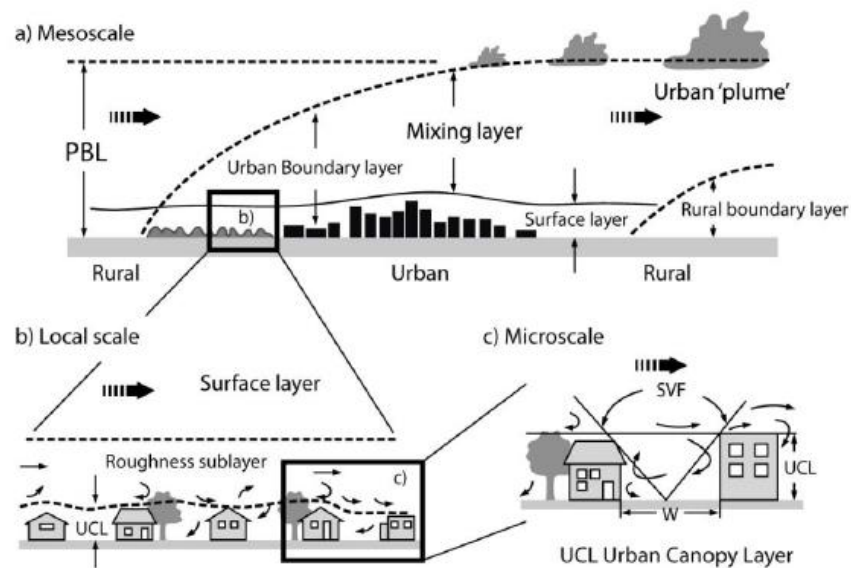 a) Mesoscale
Urban 'plume'
PBL
Mixing layer
Urban Boundary layer
b)
Surface layer
Rural boundary layer
Rural
Urban
Rural
b) Local scale
Surface layer
Roughness sublayer
c)
UCL
c) Microscale
SVF
UCL
W
UCL Urban Canopy Layer